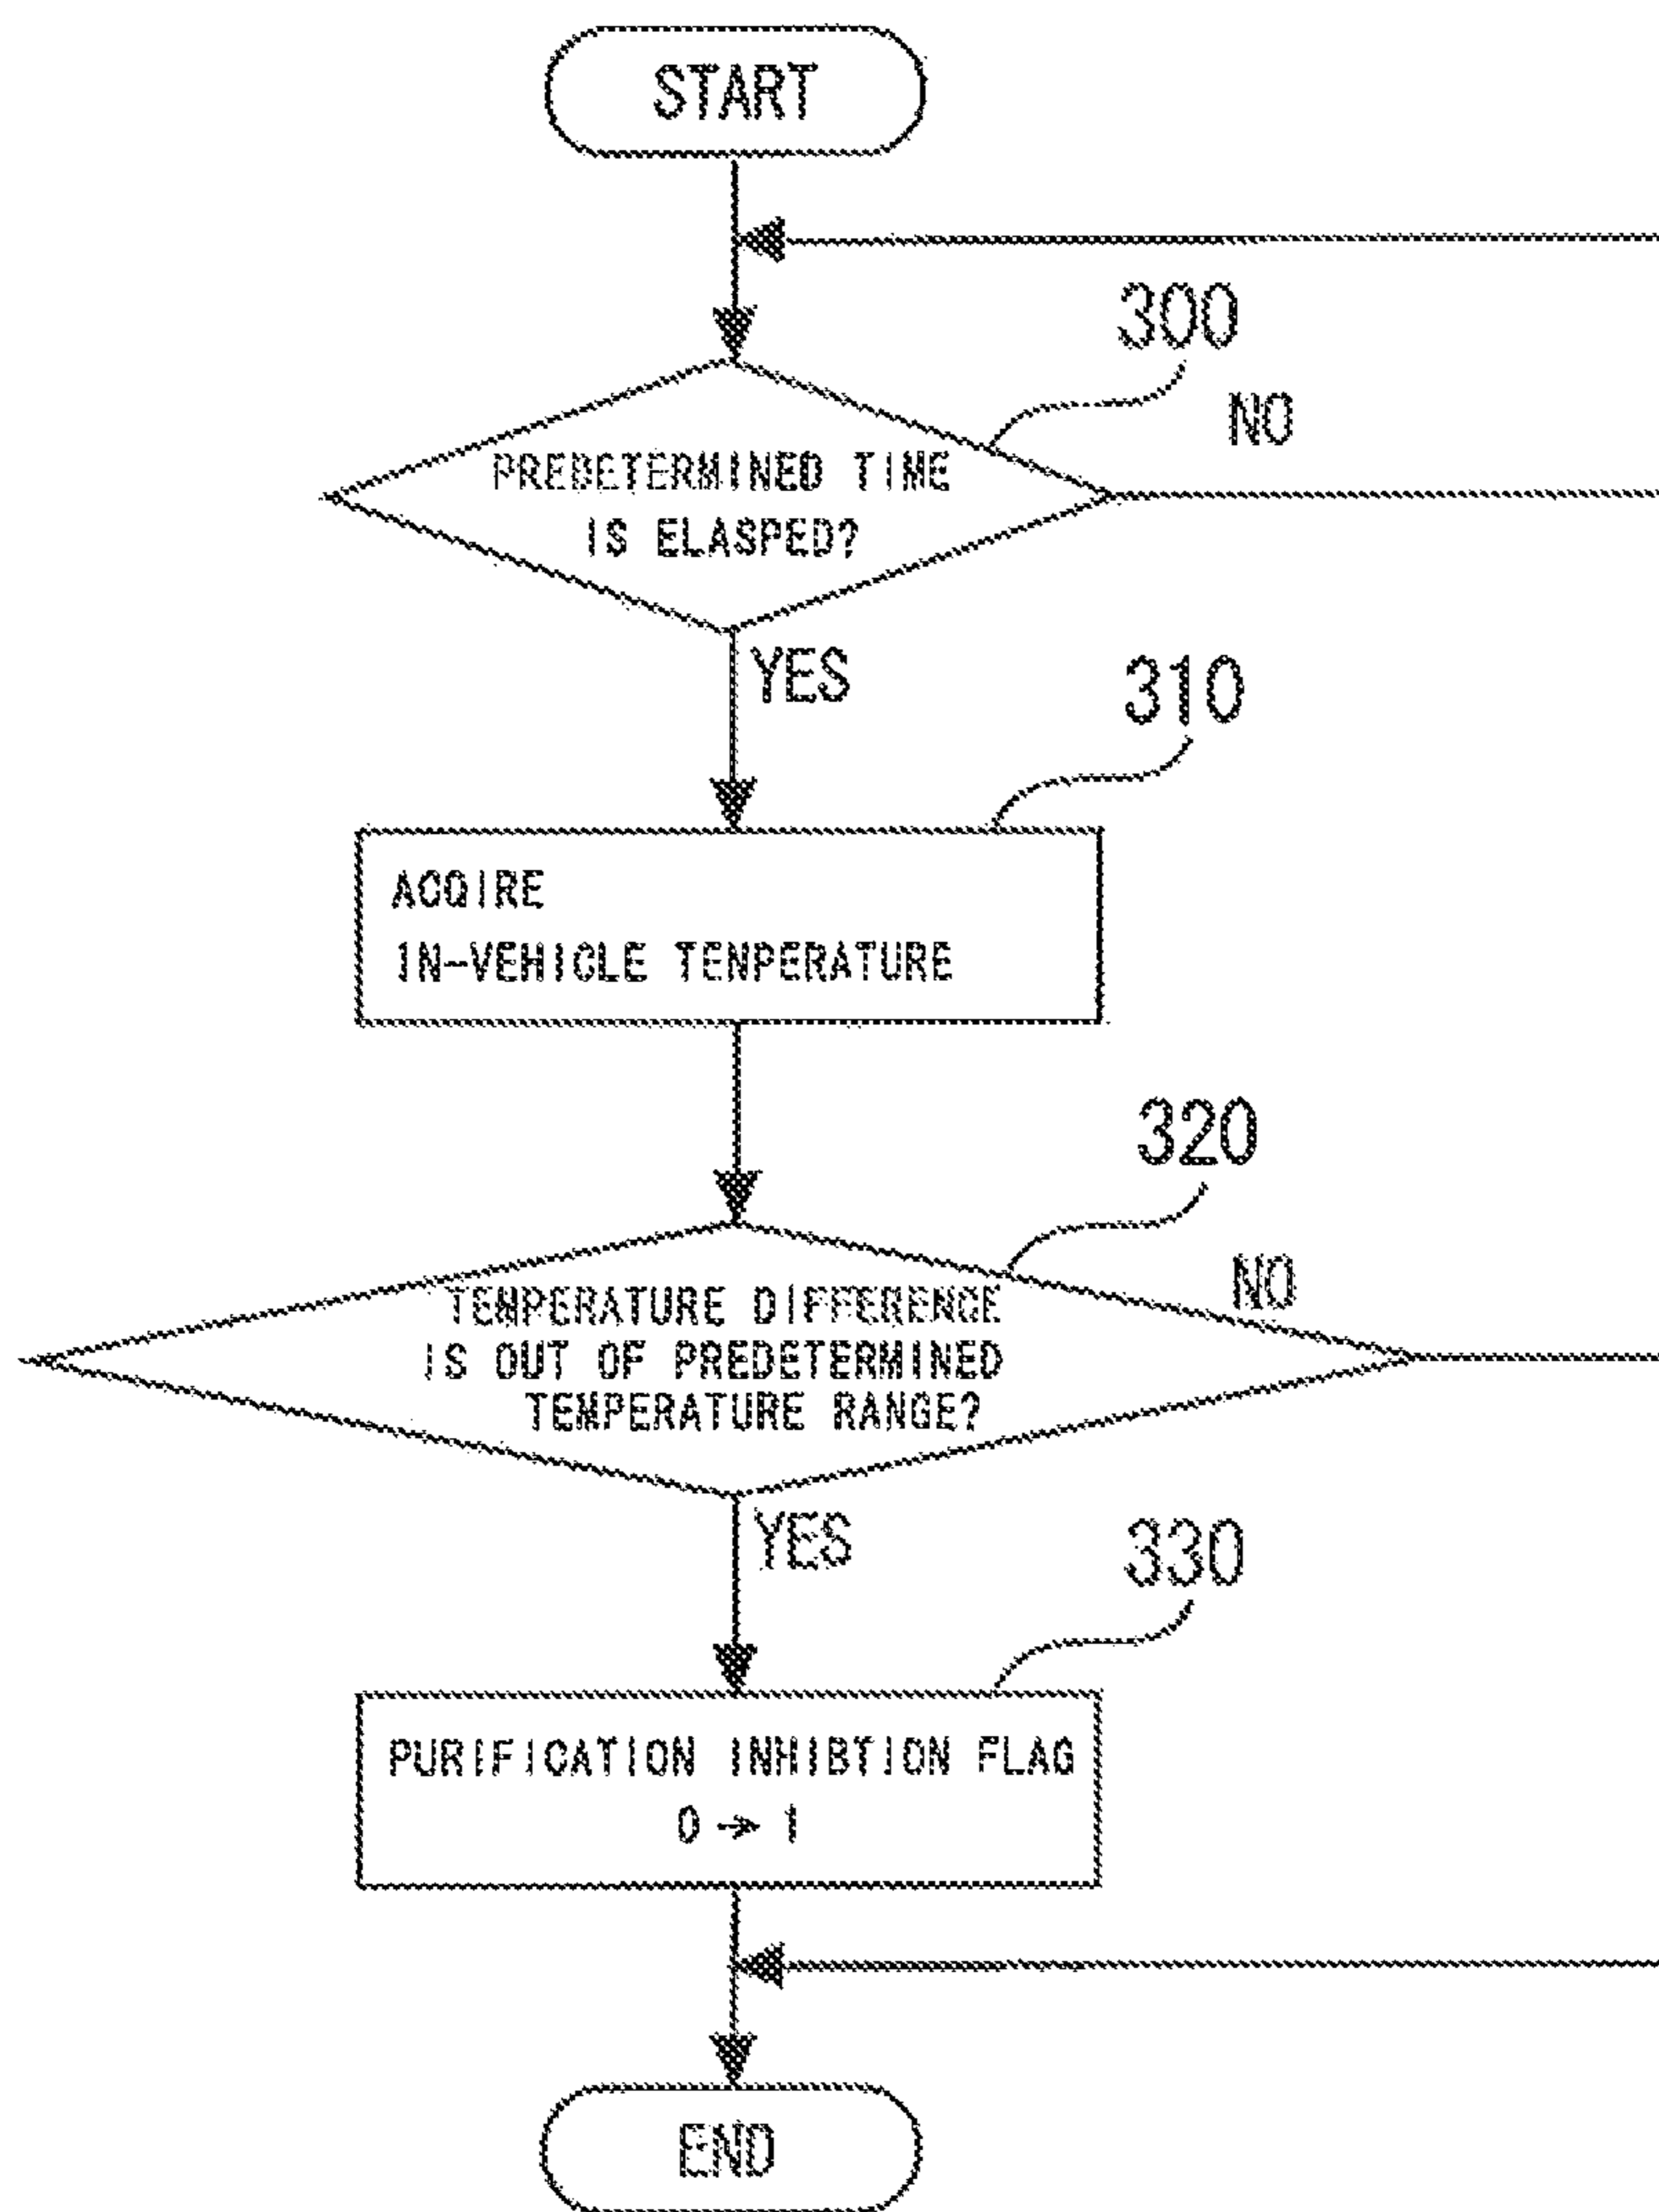 START
300
NO
PREDETERMINED TIME
IS ELASPED?
YES
310
ACQIRE
IN-VEHICLE TENPERATURE
320
NO
TEMPERATURE DIFFERENCE
IS OUT OF PREDETERMINED
TEMPERATURE RANGE?
YES
330
PURIFICATION INHIBTION FLAG
0 → 1
END